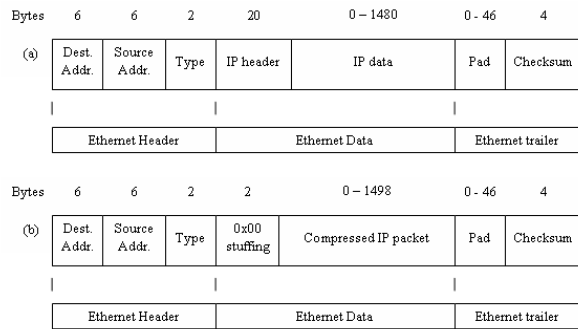 Bytes 6 6 2 20 0 – 1480 0 - 46 4
(a) Dest. Addr. Source Addr. Type IP header IP data Pad Checksum
Ethernet Header Ethernet Data Ethernet trailer
Bytes 6 6 2 2 0 – 1498 0 - 46 4
(b) Dest. Addr. Source Addr. Type 0x00 stuffing Compressed IP packet Pad Checksum
Ethernet Header Ethernet Data Ethernet trailer